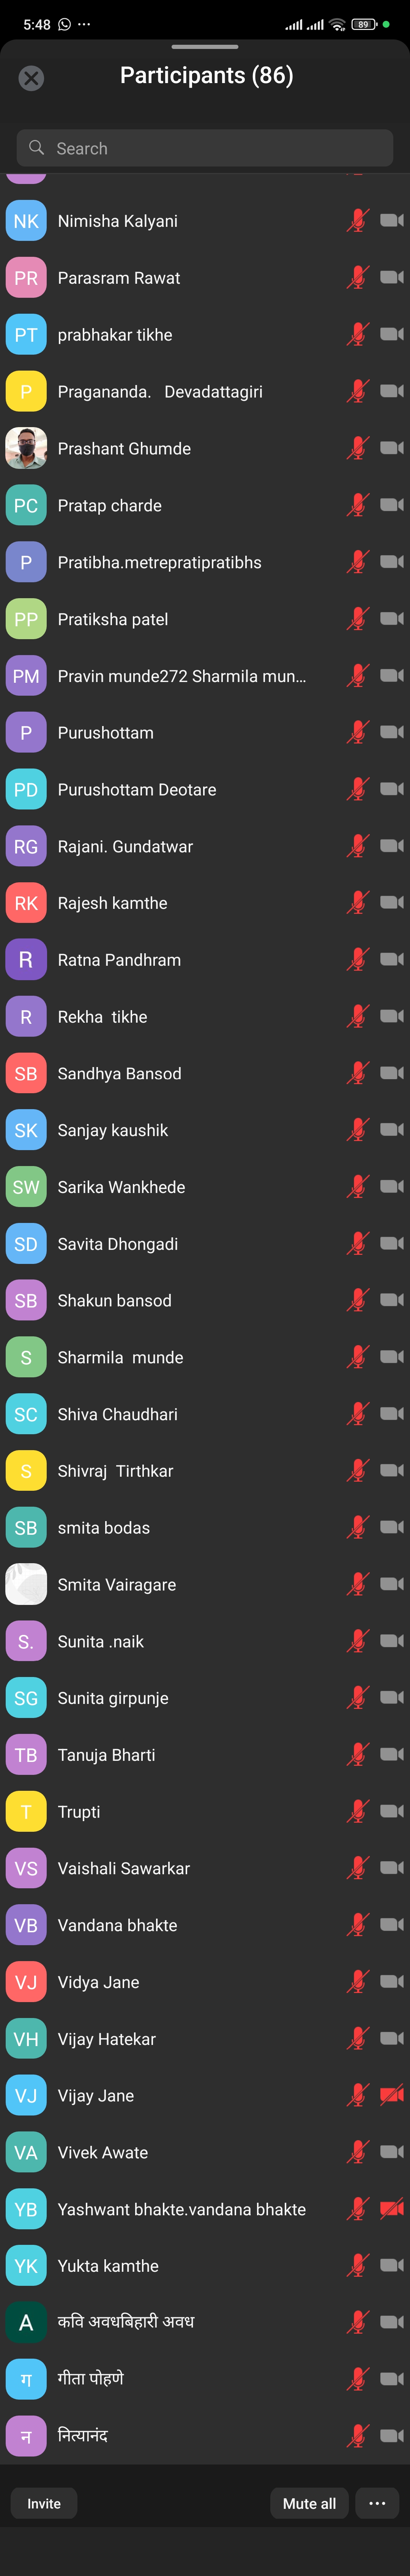 5:48
89
Participants (86)
Search
NK Nimisha Kalyani
PR Parasram Rawat
PT prabhakar tikhe
P Pragananda. Devadattagiri
Prashant Ghumde
PC Pratap charde
P Pratibha.metrepratipratibhs
PP Pratiksha patel
PM Pravin munde272 Sharmila mun...
P Purushottam
PD Purushottam Deotare
RG Rajani. Gundatwar
RK Rajesh kamthe
R Ratna Pandhram
R Rekha tikhe
SB Sandhya Bansod
SK Sanjay kaushik
SW Sarika Wankhede
SD Savita Dhongadi
SB Shakun bansod
S Sharmila munde
SC Shiva Chaudhari
S Shivraj Tirthkar
SB smita bodas
Smita Vairagare
S. Sunita .naik
SG Sunita girpunje
TB Tanuja Bharti
T Trupti
VS Vaishali Sawarkar
VB Vandana bhakte
VJ Vidya Jane
VH Vijay Hatekar
VJ Vijay Jane
VA Vivek Awate
YB Yashwant bhakte.vandana bhakte
YK Yukta kamthe
A कवि अवधबिहारी अवध
ग गीता पोहणे
न नित्यानंद
Invite Mute all